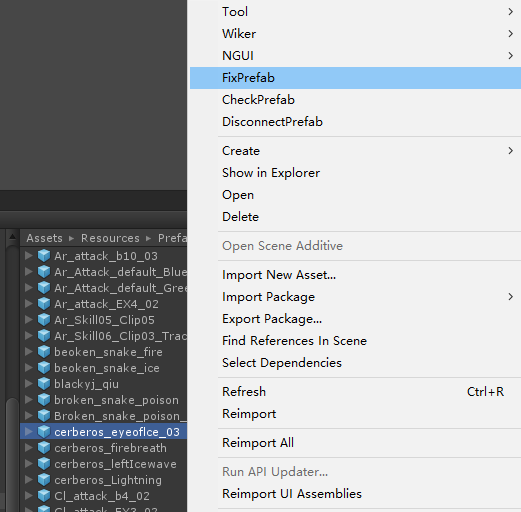 Tool
Wiker
NGUI
FixPrefab
CheckPrefab
DisconnectPrefab
Create
Show in Explorer
Open
Delete
Open Scene Additive
Import New Asset...
Import Package
Export Package...
Find References In Scene
Select Dependencies
Refresh Ctrl+R
Reimport
Reimport All
Run API Updater...
Reimport UI Assemblies
Assets ▸ Resources ▸ Prefa
Ar_attack_b10_03
Ar_Attack_default_Blue
Ar_Attack_default_Gree
Ar_attack_EX4_02
Ar_Skill05_Clip05
Ar_Skill06_Clip03_Trac
beoken_snake_fire
beoken_snake_ice
blackyj_qiu
broken_snake_poison
Broken_snake_poison_
cerberos_eyeofIce_03
cerberos_firebreath
cerberos_leftIcewave
cerberos_Lightning
Cl_attack_b4_02